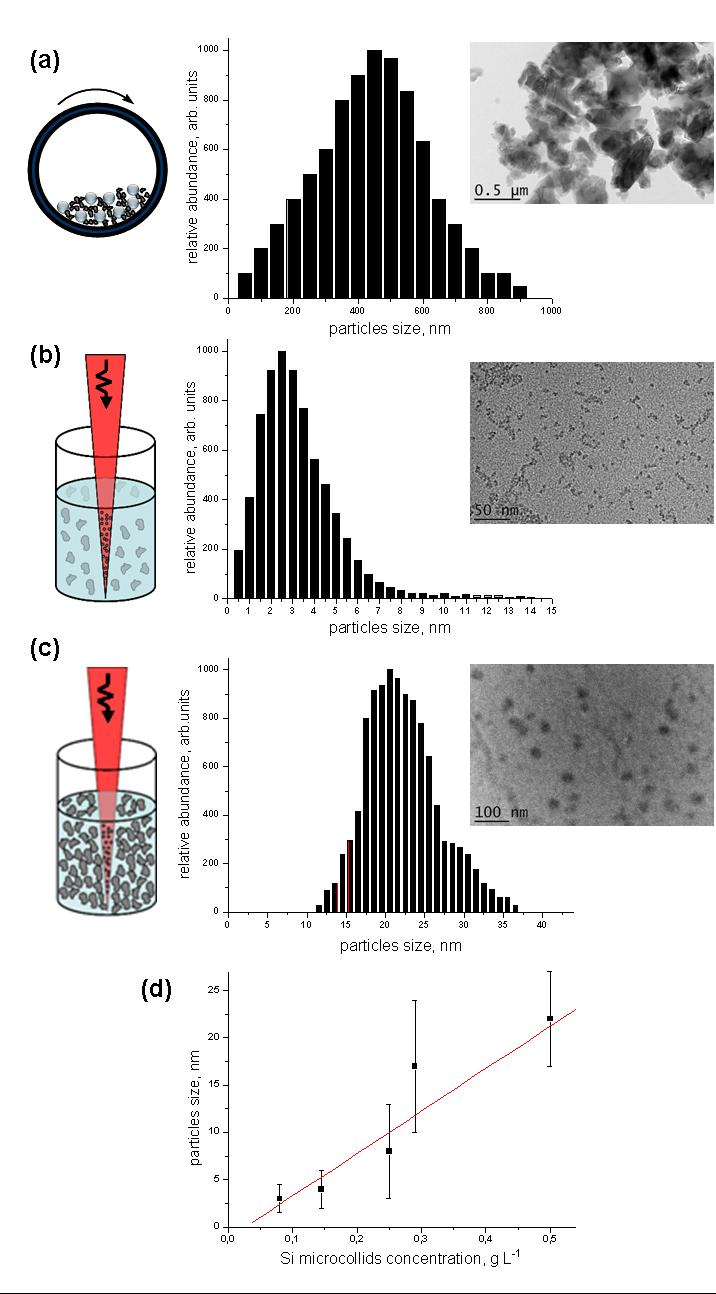 (a)
relative abundance, arb. units
1000
800
600
400
200
0
0 200 400 600 800 1000
particles size, nm
0.5 µm
(b)
relative abundance, arb. units
1000
800
600
400
200
0
0 1 2 3 4 5 6 7 8 9 10 11 12 13 14 15
particles size, nm
50 nm
(c)
relative abundance, arb.units
1000
800
600
400
200
0
0 5 10 15 20 25 30 35 40
particles size, nm
100 nm
(d)
particles size, nm
25
20
15
10
5
0
0,0 0,1 0,2 0,3 0,4 0,5
Si microcollids concentration, g L⁻¹